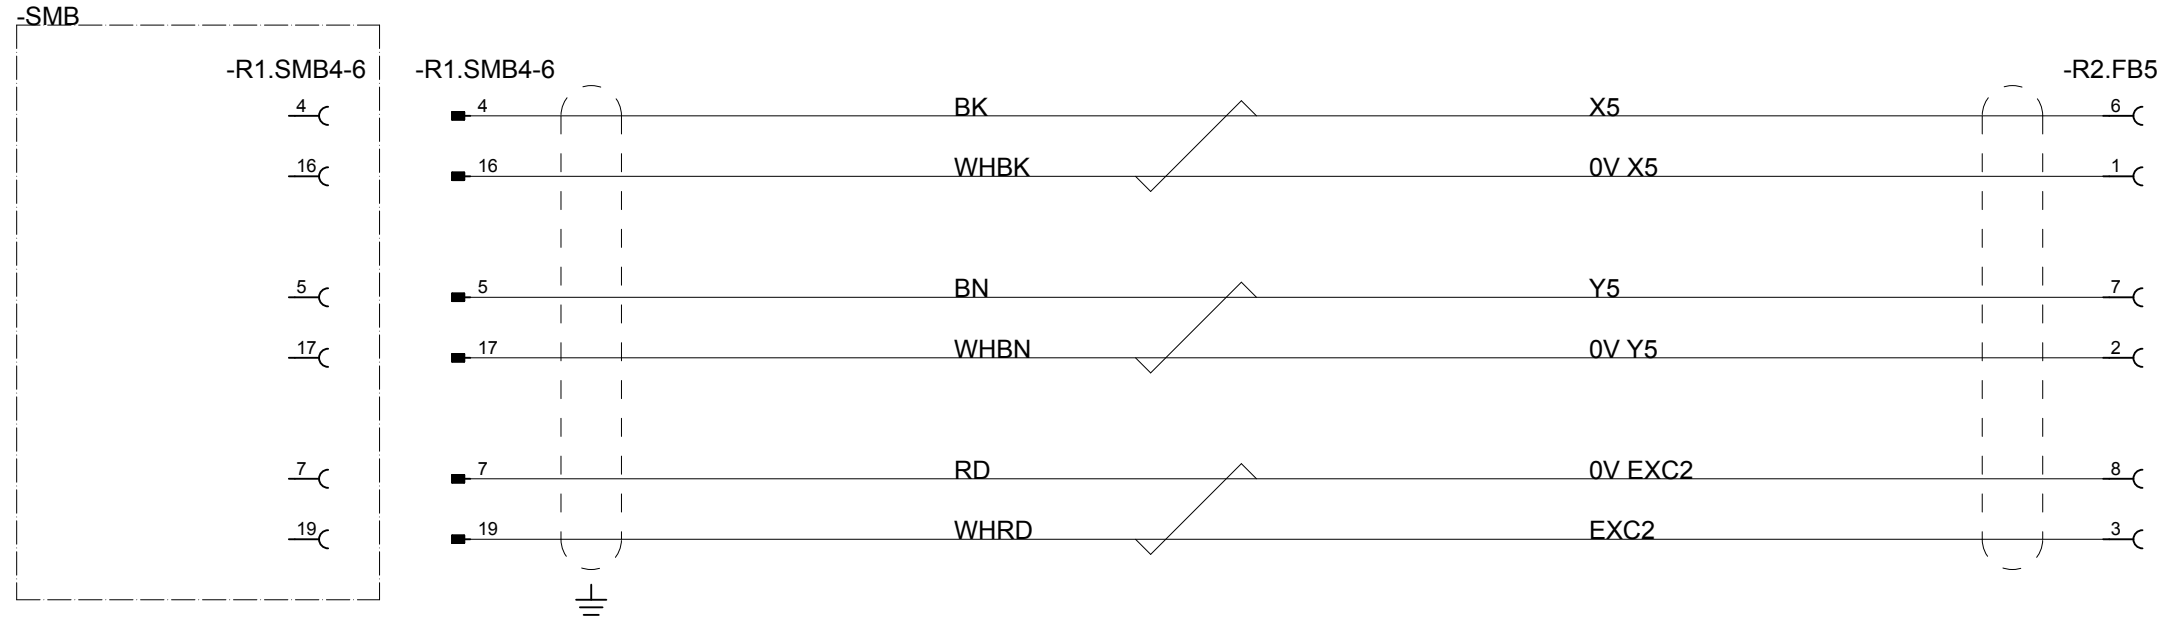 -SMB
-R1.SMB4-6 -R1.SMB4-6 -R2.FB5
4 4 BK X5 6
16 16 WHBK 0V X5 1
5 5 BN Y5 7
17 17 WHBN 0V Y5 2
7 7 RD 0V EXC2 8
19 19 WHRD EXC2 3